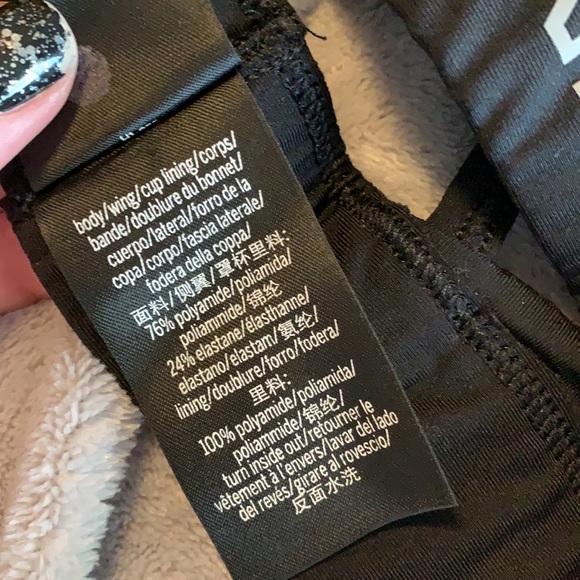 body/wing/cup lining/corps/
bande/doublure du bonnet/
cuerpo/lateral/forro de la
copa/corpo/fascia laterale/
fodera della coppa/
面料/侧翼/罩杯里料:
76% polyamide/poliamida/
poliammide/锦纶
24% elastane/élasthanne/
elastano/elastam/氨纶/
lining/doublure/forro/fodera/
里料:
100% polyamide/poliamida/
poliammide/锦纶/
turn inside out/retourner le
vêtement à l'envers/lavar del lado
del revés/girare al rovescio/
反面水洗